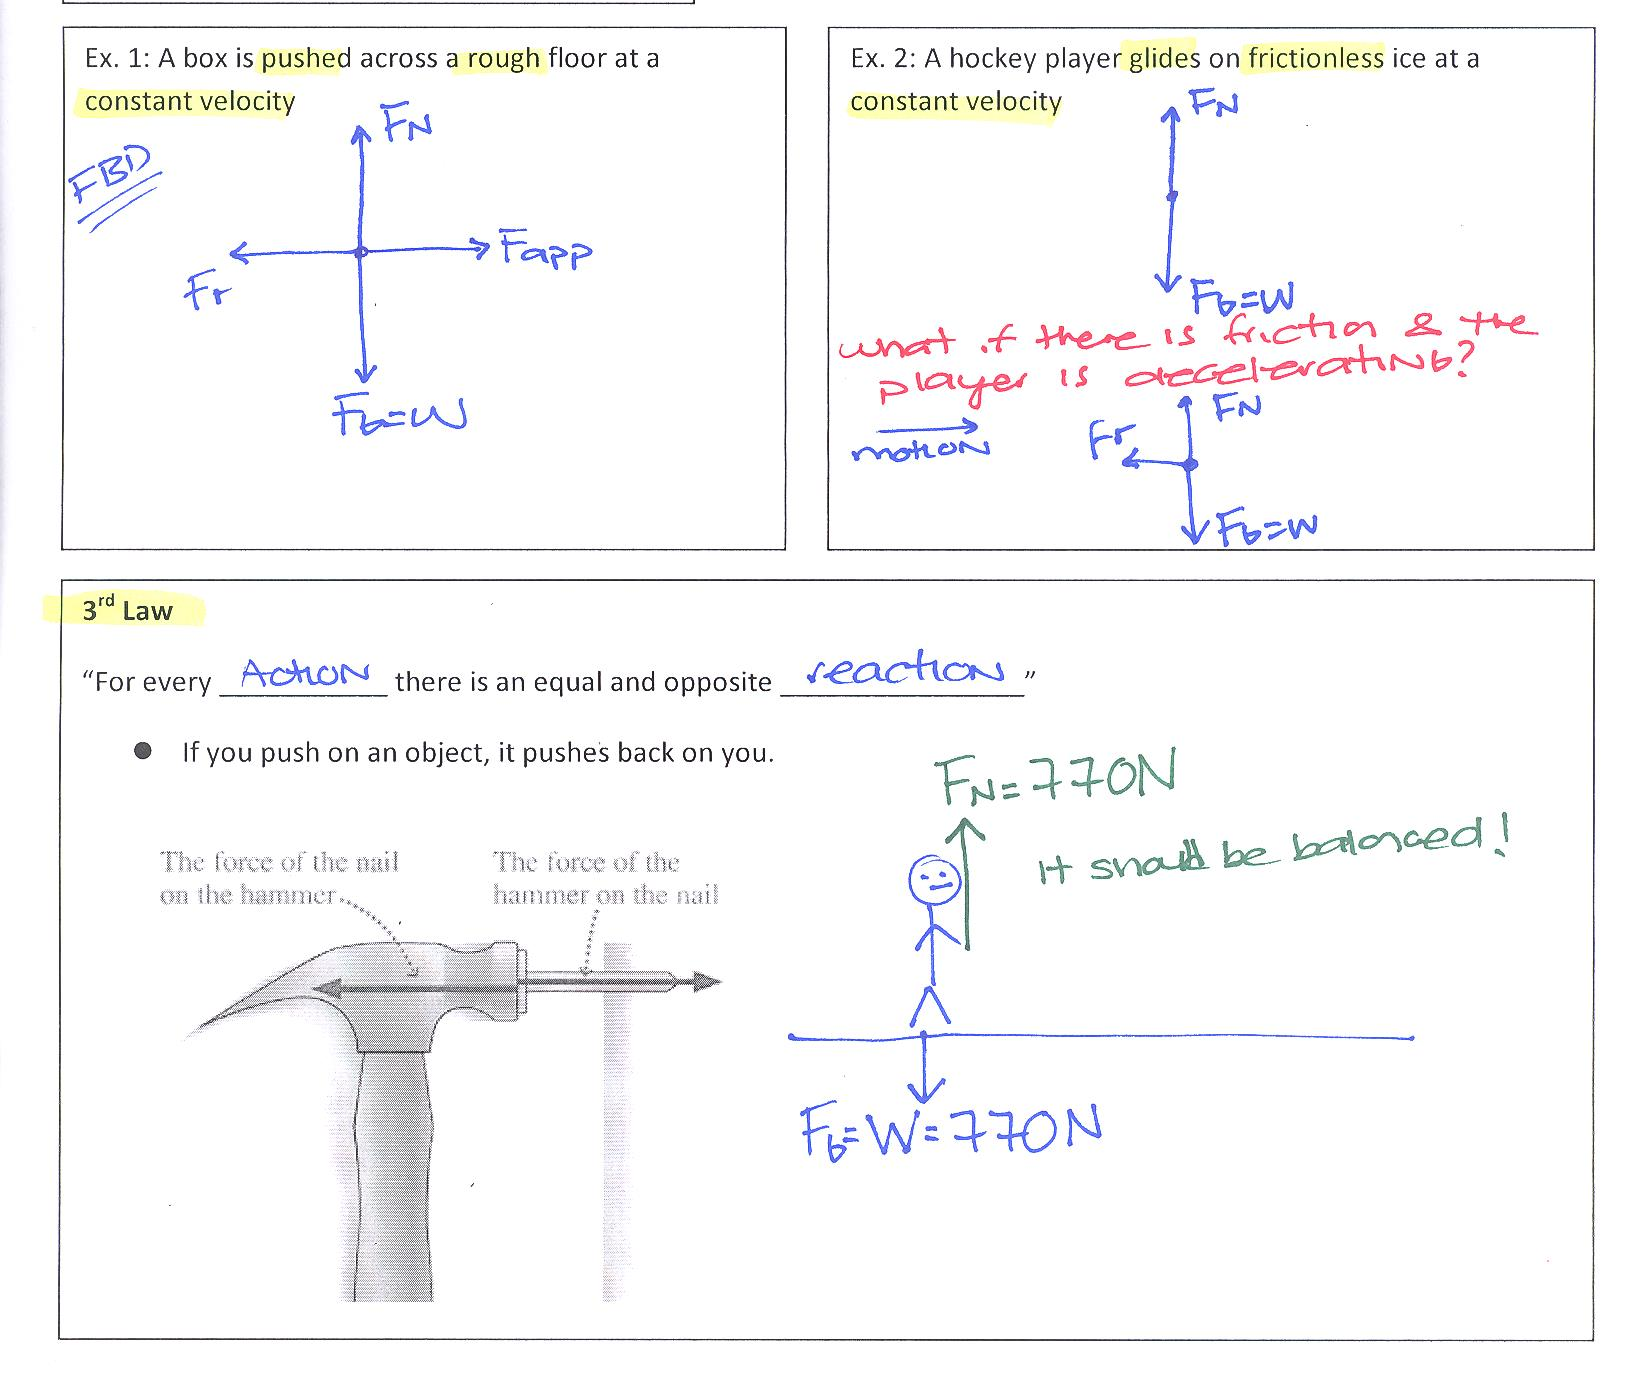 Ex. 1: A box is pushed across a rough floor at a
constant velocity
FBD
FN
Fr
Fapp
Fg=W
Ex. 2: A hockey player glides on frictionless ice at a
constant velocity
FN
Fg=W
what if there is friction & the
player is decelerating?
motion
Fr
FN
Fg=W
3rd Law
“For every Action there is an equal and opposite reaction”
● If you push on an object, it pushes back on you.
The force of the nail
on the hammer
The force of the
hammer on the nail
FN=770N
It should be balanced!
Fg=W=770N